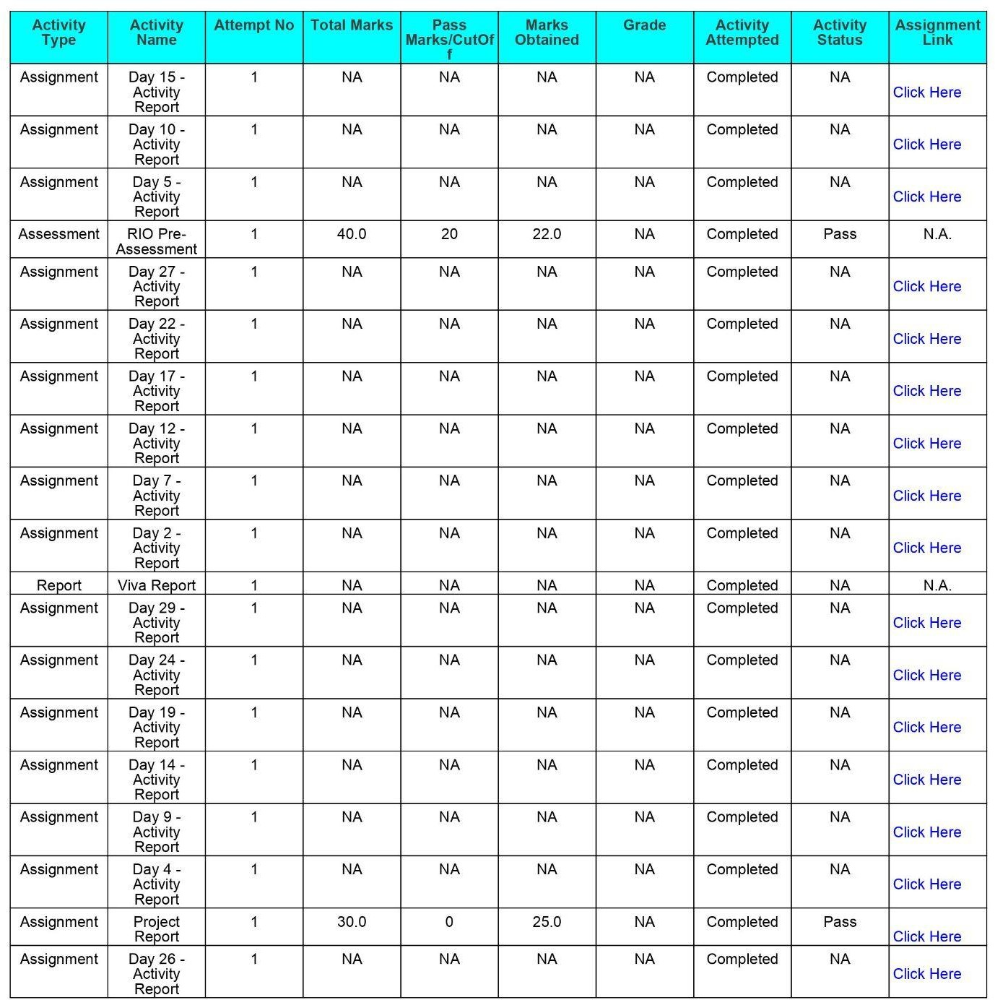 Activity Type | Activity Name | Attempt No | Total Marks | Pass Marks/CutOff | Marks Obtained | Grade | Activity Attempted | Activity Status | Assignment Link
Assignment | Day 15 - Activity Report | 1 | NA | NA | NA | NA | Completed | NA | Click Here
Assignment | Day 10 - Activity Report | 1 | NA | NA | NA | NA | Completed | NA | Click Here
Assignment | Day 5 - Activity Report | 1 | NA | NA | NA | NA | Completed | NA | Click Here
Assessment | RIO Pre-Assessment | 1 | 40.0 | 20 | 22.0 | NA | Completed | Pass | N.A.
Assignment | Day 27 - Activity Report | 1 | NA | NA | NA | NA | Completed | NA | Click Here
Assignment | Day 22 - Activity Report | 1 | NA | NA | NA | NA | Completed | NA | Click Here
Assignment | Day 17 - Activity Report | 1 | NA | NA | NA | NA | Completed | NA | Click Here
Assignment | Day 12 - Activity Report | 1 | NA | NA | NA | NA | Completed | NA | Click Here
Assignment | Day 7 - Activity Report | 1 | NA | NA | NA | NA | Completed | NA | Click Here
Assignment | Day 2 - Activity Report | 1 | NA | NA | NA | NA | Completed | NA | Click Here
Report | Viva Report | 1 | NA | NA | NA | NA | Completed | NA | N.A.
Assignment | Day 29 - Activity Report | 1 | NA | NA | NA | NA | Completed | NA | Click Here
Assignment | Day 24 - Activity Report | 1 | NA | NA | NA | NA | Completed | NA | Click Here
Assignment | Day 19 - Activity Report | 1 | NA | NA | NA | NA | Completed | NA | Click Here
Assignment | Day 14 - Activity Report | 1 | NA | NA | NA | NA | Completed | NA | Click Here
Assignment | Day 9 - Activity Report | 1 | NA | NA | NA | NA | Completed | NA | Click Here
Assignment | Day 4 - Activity Report | 1 | NA | NA | NA | NA | Completed | NA | Click Here
Assignment | Project Report | 1 | 30.0 | 0 | 25.0 | NA | Completed | Pass | Click Here
Assignment | Day 26 - Activity Report | 1 | NA | NA | NA | NA | Completed | NA | Click Here